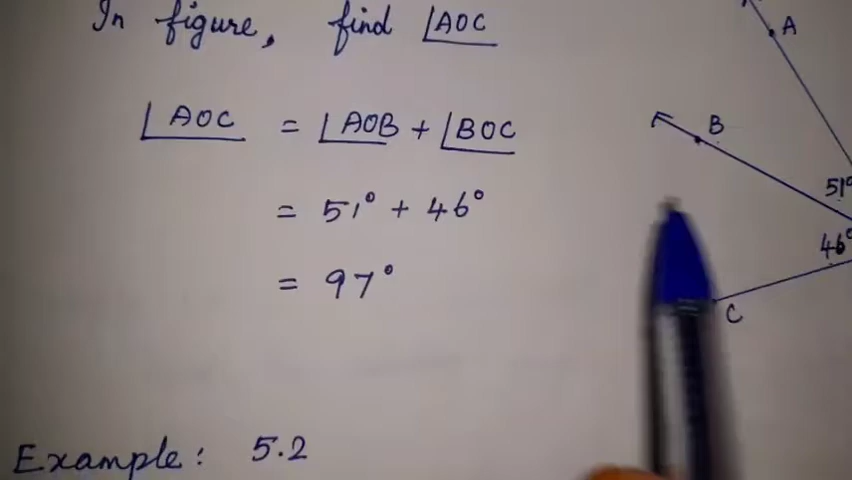 In figure, find ∠AOC
A
∠AOC = ∠AOB + ∠BOC
B
= 51° + 46°
51°
46°
= 97°
C
Example: 5.2